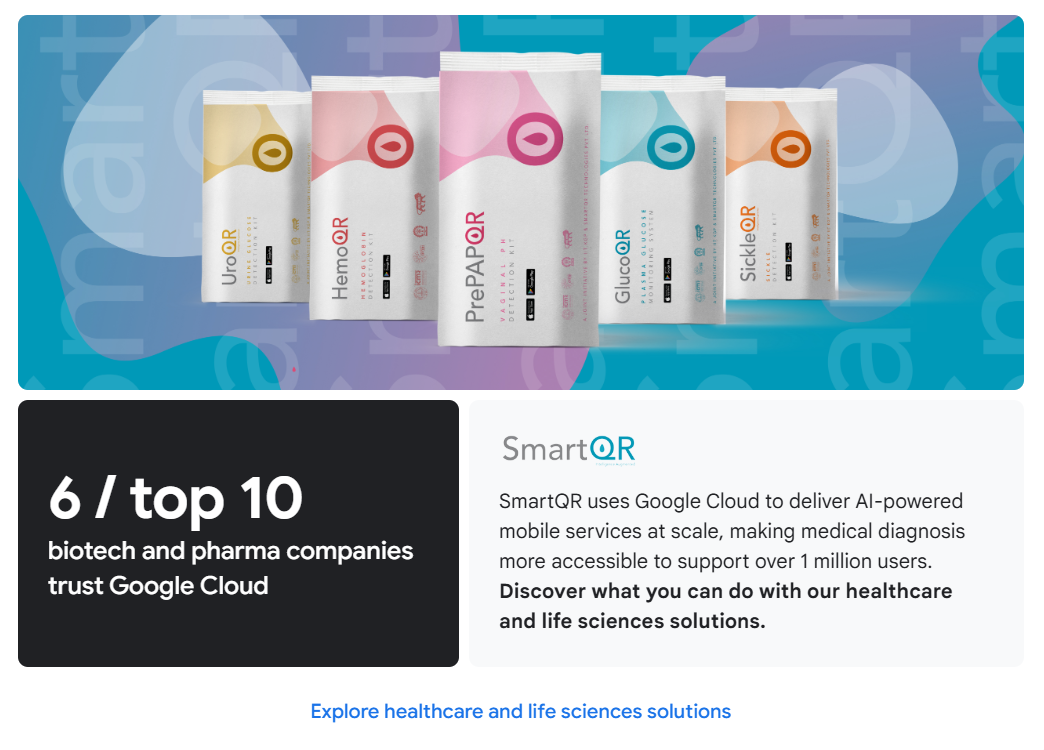 UroQR
URINE GLUCOSE
DETECTION KIT
HemoQR
HEMOGLOBIN
DETECTION KIT
PrePAPQR
VAGINAL PH
DETECTION KIT
GlucoQR
PLASMA GLUCOSE
MONITORING SYSTEM
SickleQR
SICKLE
DETECTION KIT
6 / top 10
biotech and pharma companies
trust Google Cloud
SmartQR
SmartQR uses Google Cloud to deliver AI-powered
mobile services at scale, making medical diagnosis
more accessible to support over 1 million users.
Discover what you can do with our healthcare
and life sciences solutions.
Explore healthcare and life sciences solutions